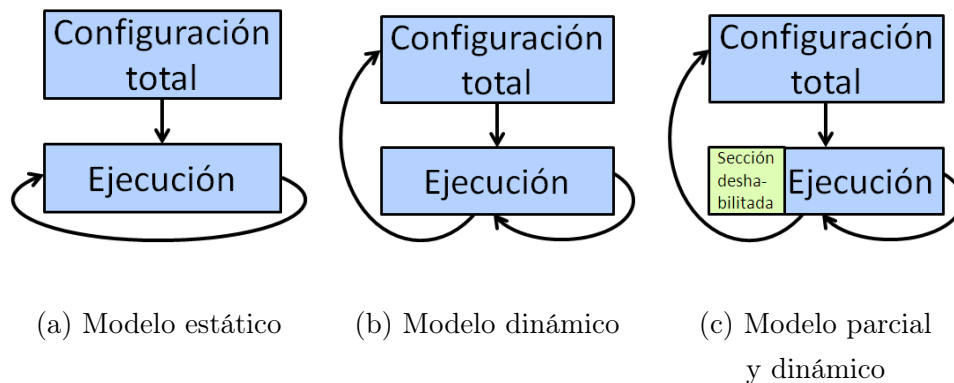 Configuración
total
Ejecución
(a) Modelo estático
Configuración
total
Ejecución
(b) Modelo dinámico
Configuración
total
Sección
desha-
bilitada
Ejecución
(c) Modelo parcial
y dinámico